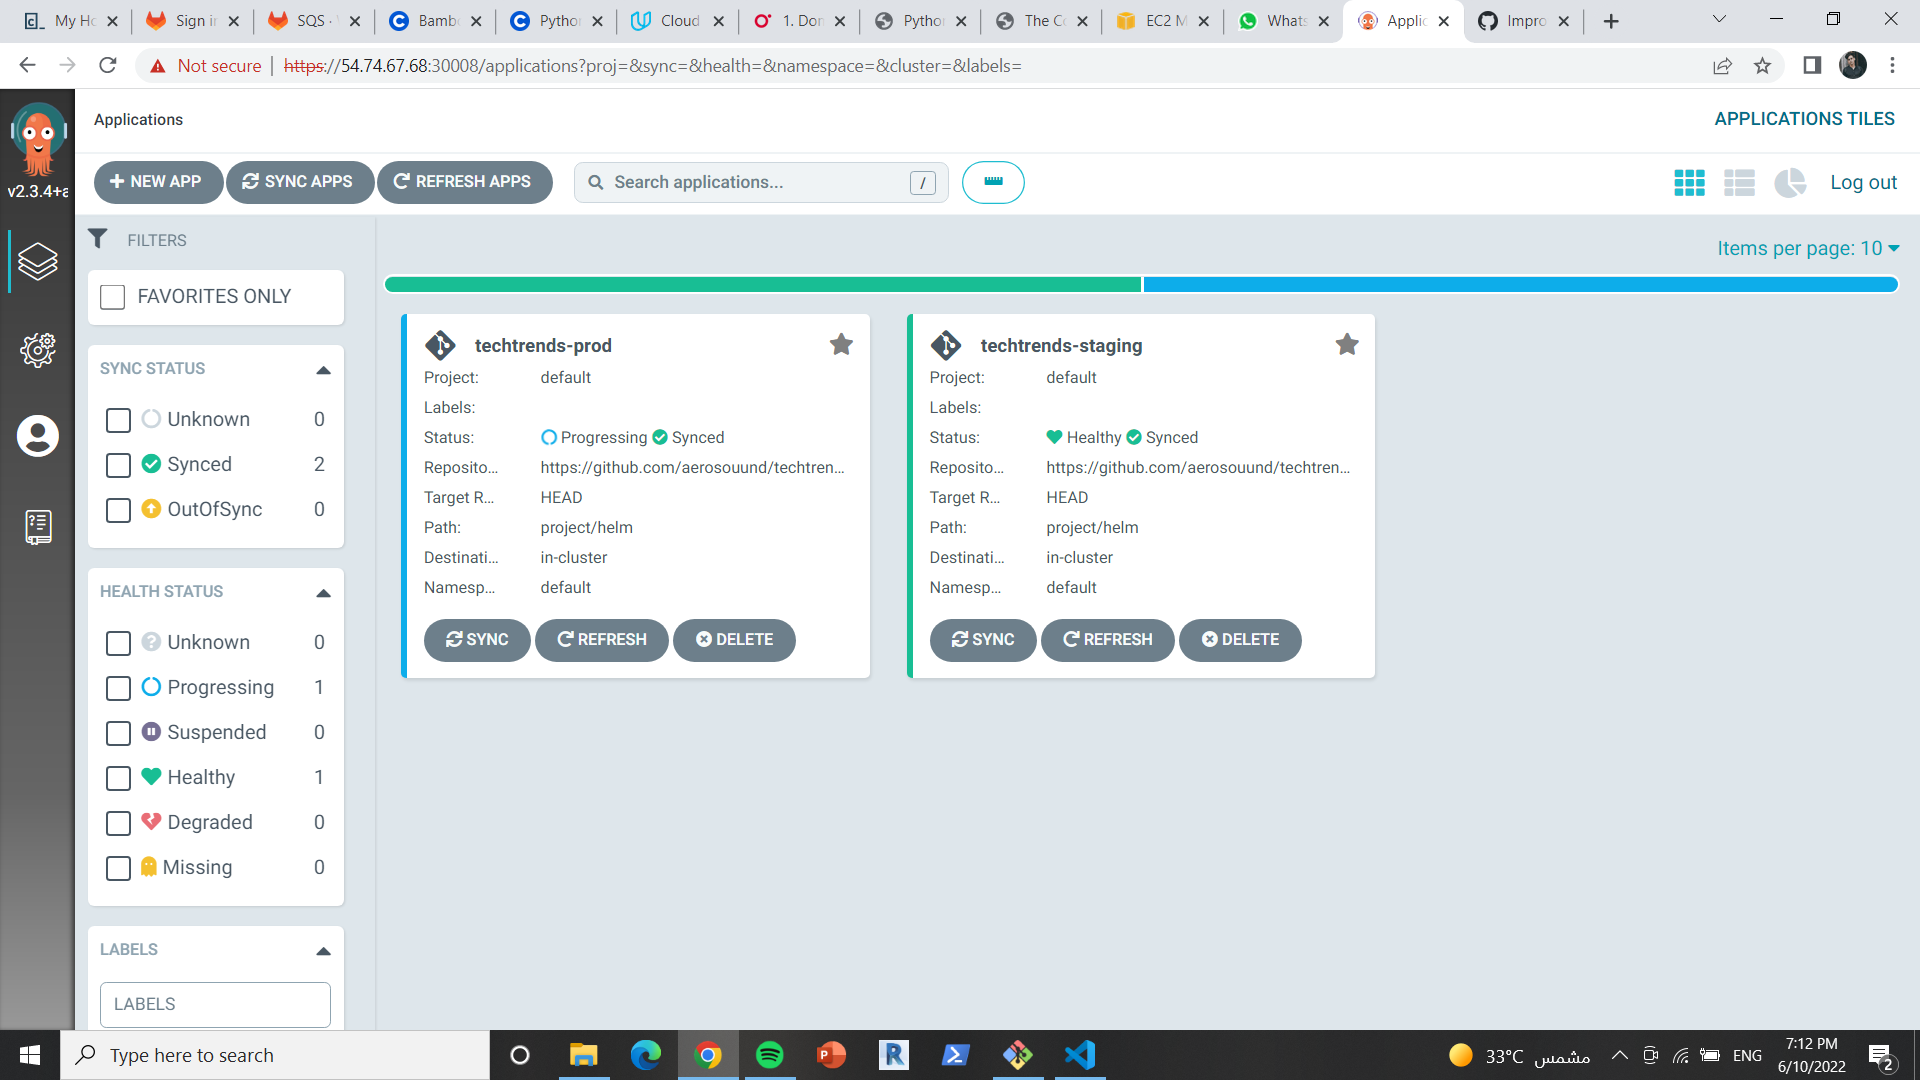 My Ho
Sign in
SQS · 
Bambo
Python
Cloud
1. Don
Python
The Co
EC2 M
Whats
Applic
Impro
Not secure
https://54.74.67.68:30008/applications?proj=&sync=&health=&namespace=&cluster=&labels=
v2.3.4+a
Applications
APPLICATIONS TILES
NEW APP
SYNC APPS
REFRESH APPS
Search applications...
/
Log out
FILTERS
FAVORITES ONLY
SYNC STATUS
Unknown 0
Synced 2
OutOfSync 0
HEALTH STATUS
Unknown 0
Progressing 1
Suspended 0
Healthy 1
Degraded 0
Missing 0
LABELS
LABELS
Items per page: 10
techtrends-prod
Project: default
Labels:
Status: Progressing Synced
Reposito... https://github.com/aerosouund/techtren...
Target R... HEAD
Path: project/helm
Destinati... in-cluster
Namesp... default
SYNC REFRESH DELETE
techtrends-staging
Project: default
Labels:
Status: Healthy Synced
Reposito... https://github.com/aerosouund/techtren...
Target R... HEAD
Path: project/helm
Destinati... in-cluster
Namesp... default
SYNC REFRESH DELETE
Type here to search
33°C مشمس
ENG
7:12 PM
6/10/2022
2